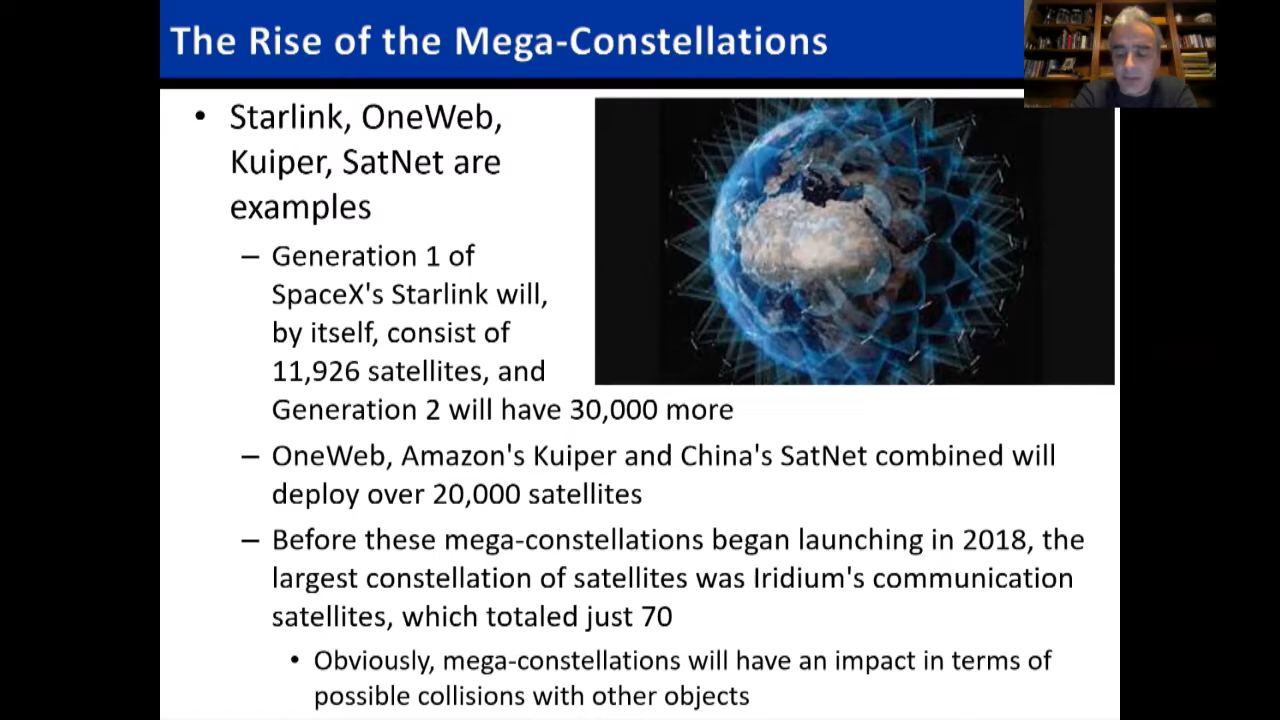 The Rise of the Mega-Constellations
• Starlink, OneWeb,
Kuiper, SatNet are
examples
– Generation 1 of
SpaceX's Starlink will,
by itself, consist of
11,926 satellites, and
Generation 2 will have 30,000 more
– OneWeb, Amazon's Kuiper and China's SatNet combined will
deploy over 20,000 satellites
– Before these mega-constellations began launching in 2018, the
largest constellation of satellites was Iridium's communication
satellites, which totaled just 70
• Obviously, mega-constellations will have an impact in terms of
possible collisions with other objects